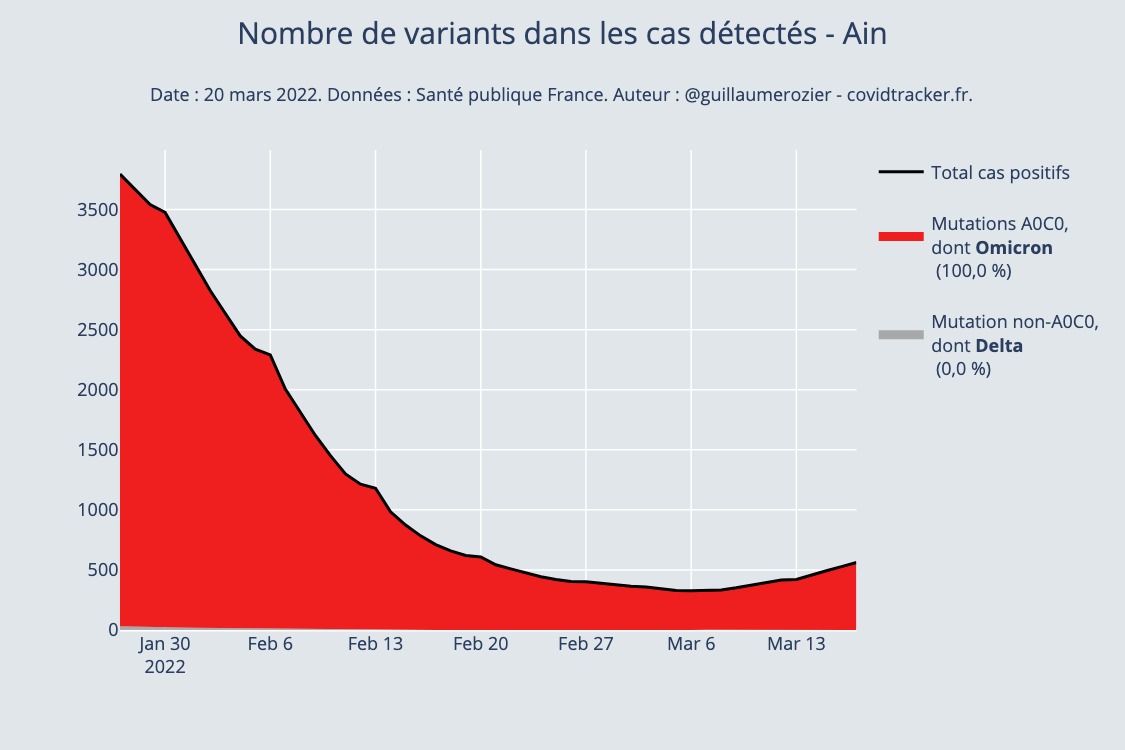 Nombre de variants dans les cas détectés - Ain
Date : 20 mars 2022. Données : Santé publique France. Auteur : @guillaumerozier - covidtracker.fr.
Total cas positifs
Mutations A0C0,
dont Omicron
(100,0 %)
Mutation non-A0C0,
dont Delta
(0,0 %)
3500
3000
2500
2000
1500
1000
500
0
Jan 30 Feb 6 Feb 13 Feb 20 Feb 27 Mar 6 Mar 13
2022